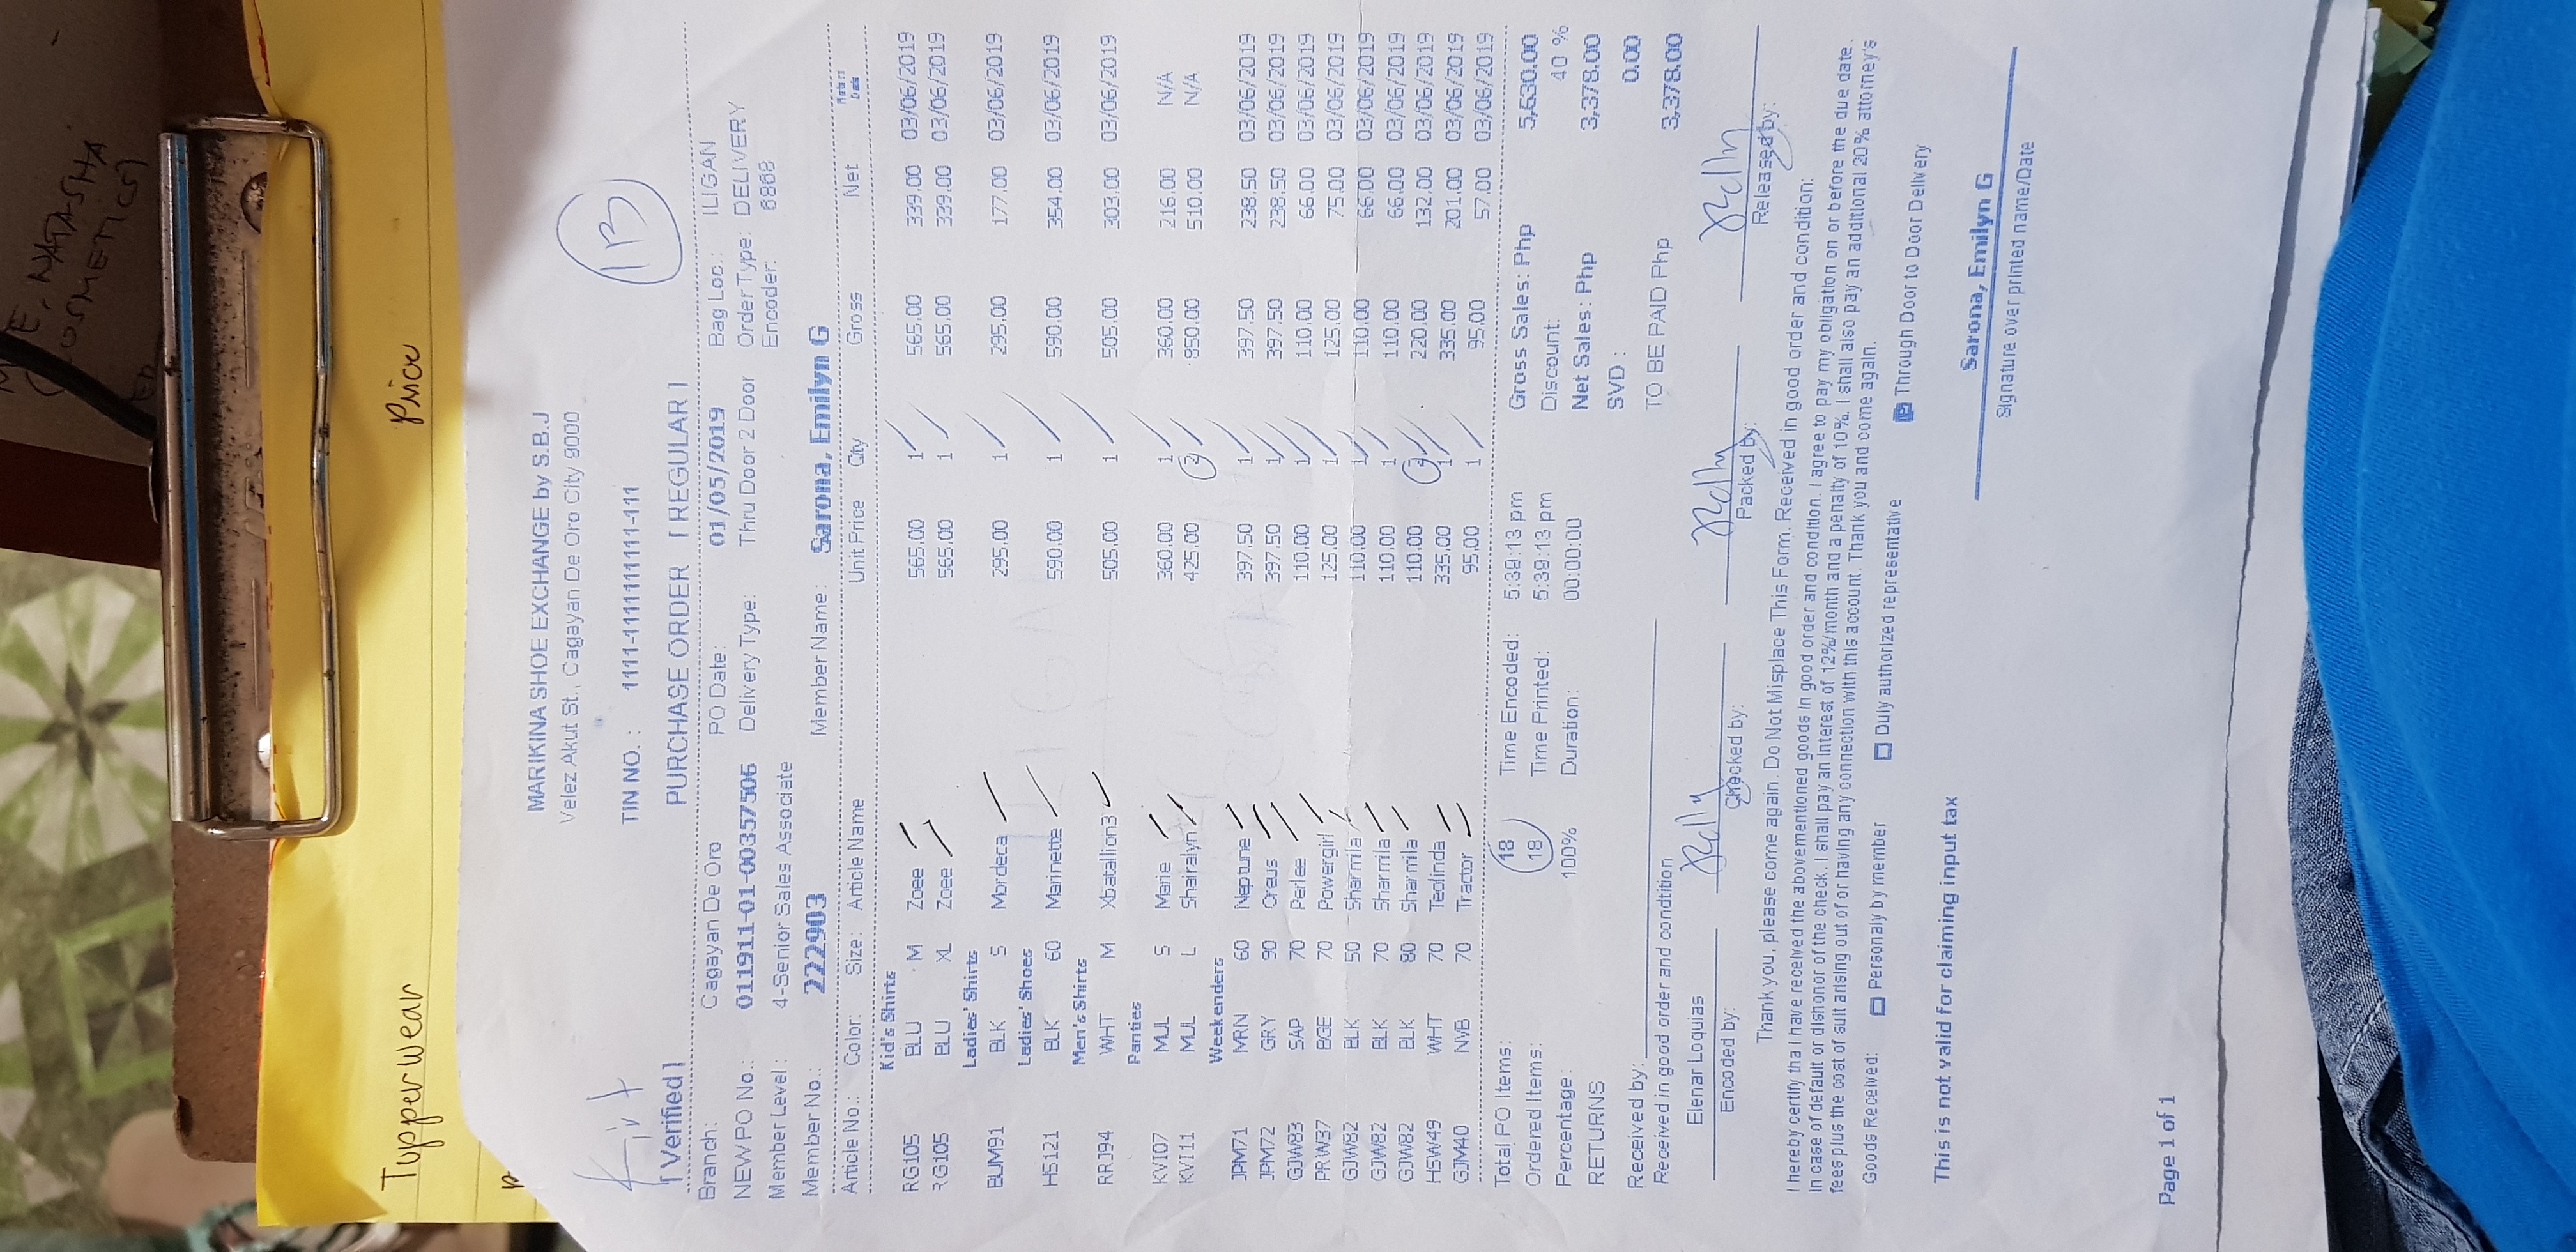 E, NATASHA
(COSMETICS)
Tupperwear Price
MARIKINA SHOE EXCHANGE by S.B.J
Velez Akut St., Cagayan De Oro City 9000
Kirt
1B
TIN NO. : 1111-1111111111-111
[ Verified ] PURCHASE ORDER [ REGULAR ]
Branch: Cagayan De Oro PO Date: 01/05/2019 Bag Loc.: ILIGAN
NEW PO No.: 011911-01-00357506 Delivery Type: Thru Door 2 Door Order Type: DELIVERY
Member Level: 4-Senior Sales Associate Encoder: 6868
Member No.: 222903 Member Name: Sarona, Emilyn G
Article No.: Color: Size: Article Name Unit Price Qty Gross Net
Kid's Shirts
RG105 BLU M Zoee 565.00 1 565.00 339.00 03/06/2019
RG105 BLU XL Zoee 565.00 1 565.00 339.00 03/06/2019
Ladies' Shirts
BUM91 BLK S Mordeca 295.00 1 295.00 177.00 03/06/2019
Ladies' Shoes
HS121 BLK 60 Marinette 590.00 1 590.00 354.00 03/06/2019
Men's Shirts
RRJ94 WHT M Xbatallion3 505.00 1 505.00 303.00 03/06/2019
Panties
KVI07 MUL S Marie 360.00 1 360.00 216.00 N/A
KVI11 MUL L Shairalyn 425.00 2 850.00 510.00 N/A
Weekenders
JPM71 MRN 60 Neptune 397.50 1 397.50 238.50 03/06/2019
JPM72 GRY 90 Oreus 397.50 1 397.50 238.50 03/06/2019
GJW83 SAP 70 Perlee 110.00 1 110.00 66.00 03/06/2019
PRW37 BGE 70 Powergirl 125.00 1 125.00 75.00 03/06/2019
GJW82 BLK 50 Sharmila 110.00 1 110.00 66.00 03/06/2019
GJW82 BLK 70 Sharmila 110.00 1 110.00 66.00 03/06/2019
GJW82 BLK 80 Sharmila 110.00 2 220.00 132.00 03/06/2019
HSW49 WHT 70 Teolinda 335.00 1 335.00 201.00 03/06/2019
GJM40 NVB 70 Tractor 95.00 1 95.00 57.00 03/06/2019
Total PO Items: 18 Time Encoded: 5:39:13 pm Gross Sales: Php 5,630.00
Ordered Items: 18 Time Printed: 5:39:13 pm Discount: 40 %
Percentage: 100% Duration: 00:00:00 Net Sales: Php 3,378.00
RETURNS SVD : 0.00
Received by: TO BE PAID Php 3,378.00
Received in good order and condtition
Elenar Loquias
Encoded by: Checked by: Packed by: Released by:
Thank you, please come again. Do Not Misplace This Form. Received in good order and condition:
I hereby certify tha I have received the abovementioned goods in good order and condition. I agree to pay my obligation on or before the due date.
In case of default or dishonor of the check. I shall pay an interest of 12%/month and a penalty of 10%. I shall also pay an additional 20% attorney's
fees plus the cost of suit arising out of or having any connection with this account. Thank you and come again.
Goods Received: Personaly by member Duly authorized representative Through Door to Door Delivery
This is not valid for claiming input tax
Sarona, Emilyn G
Signature over printed name/Date
Page 1 of 1